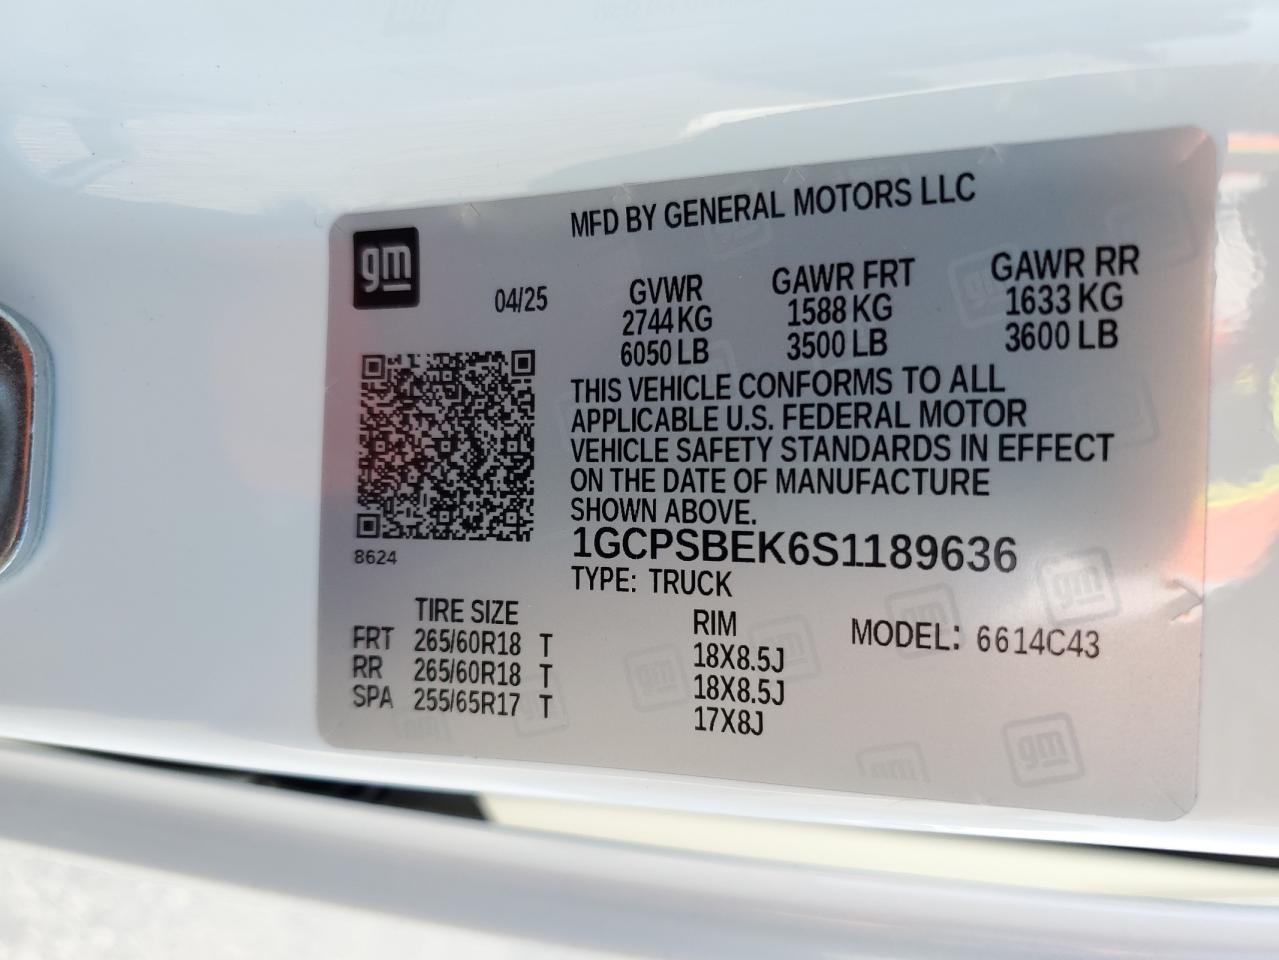 gm
MFD BY GENERAL MOTORS LLC
04/25
GVWR GAWR FRT GAWR RR
2744 KG 1588 KG 1633 KG
6050 LB 3500 LB 3600 LB
THIS VEHICLE CONFORMS TO ALL
APPLICABLE U.S. FEDERAL MOTOR
VEHICLE SAFETY STANDARDS IN EFFECT
ON THE DATE OF MANUFACTURE
SHOWN ABOVE.
8624
1GCPSBEK6S1189636
TYPE: TRUCK
TIRE SIZE RIM MODEL: 6614C43
FRT 265/60R18 T 18X8.5J
RR 265/60R18 T 18X8.5J
SPA 255/65R17 T 17X8J
gm
gm
gm